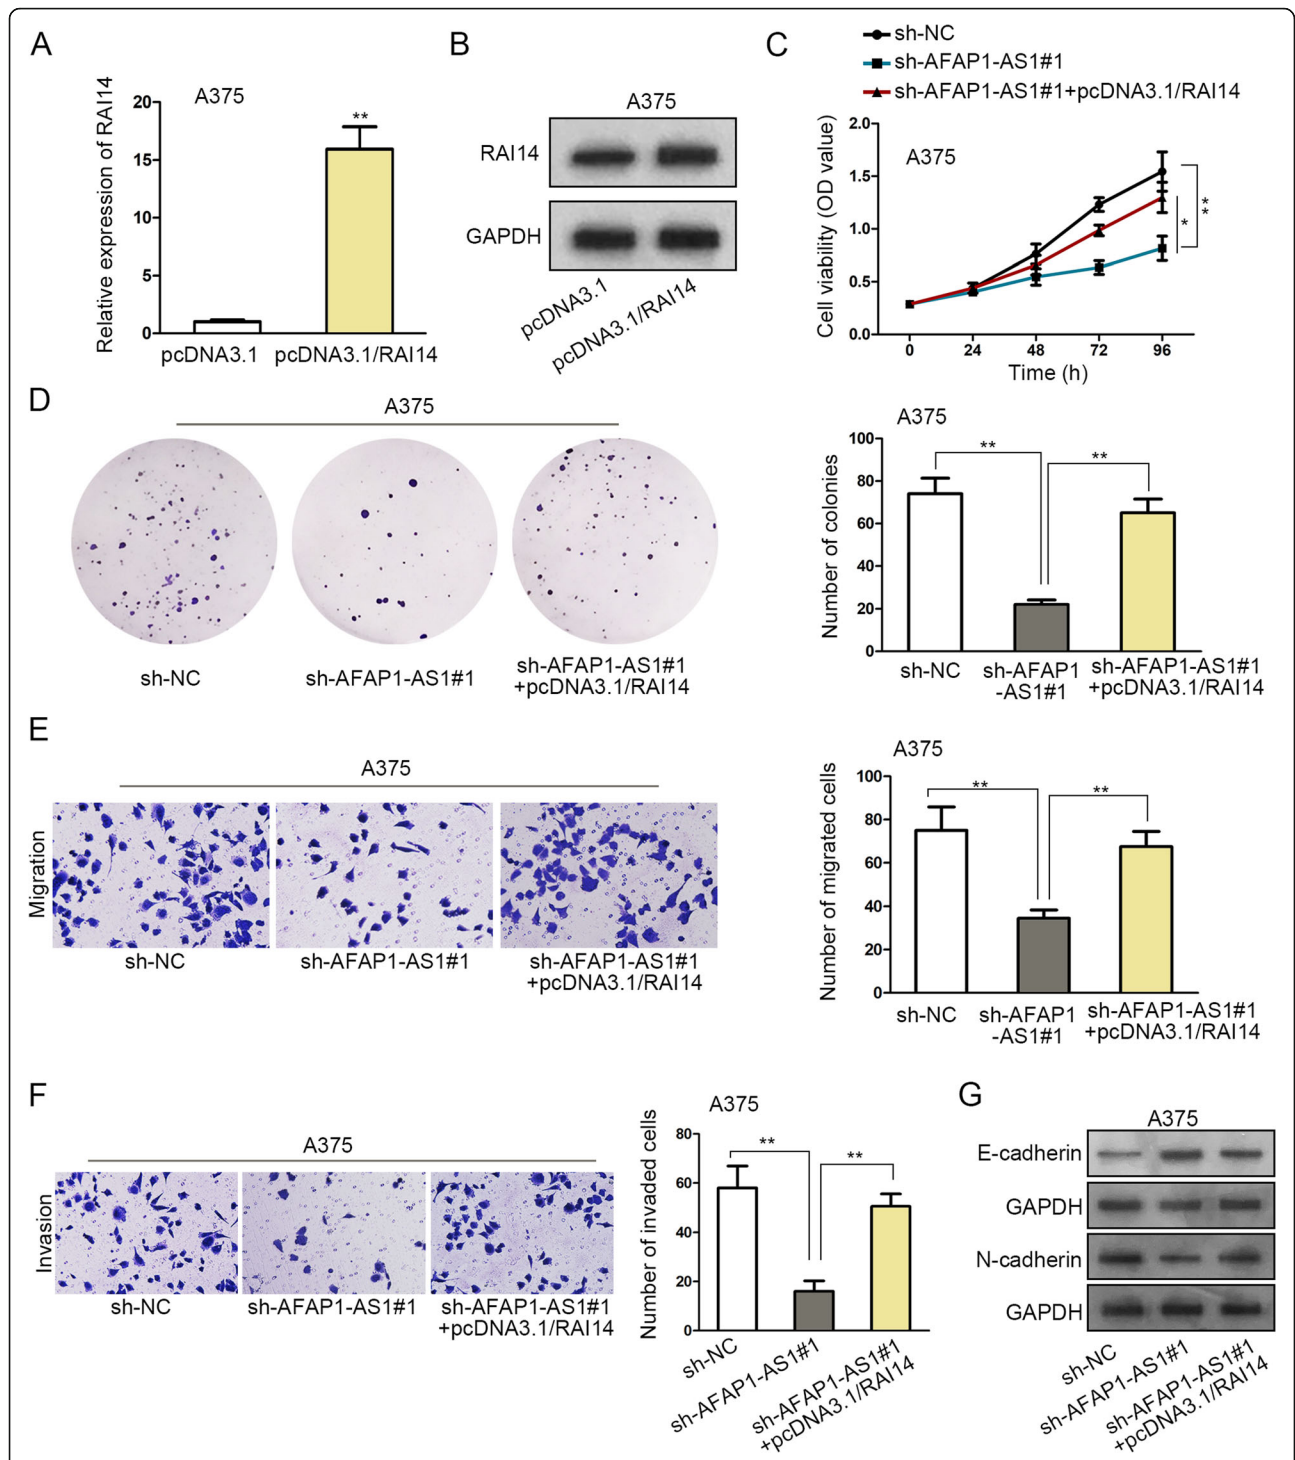 A
A375
Relative expression of RAI14
20
15
10
5
0
**
pcDNA3.1
pcDNA3.1/RAI14
B
A375
RAI14
GAPDH
pcDNA3.1
pcDNA3.1/RAI14
C
sh-NC
sh-AFAP1-AS1#1
sh-AFAP1-AS1#1+pcDNA3.1/RAI14
A375
Cell viability (OD value)
2.0
1.5
1.0
0.5
0.0
*
**
0
24
48
72
96
Time (h)
D
A375
sh-NC
sh-AFAP1-AS1#1
sh-AFAP1-AS1#1
+pcDNA3.1/RAI14
A375
Number of colonies
100
80
60
40
20
0
**
**
sh-NC
sh-AFAP1
-AS1#1
sh-AFAP1-AS1#1
+pcDNA3.1/RAI14
E
A375
Migration
sh-NC
sh-AFAP1-AS1#1
sh-AFAP1-AS1#1
+pcDNA3.1/RAI14
A375
Number of migrated cells
100
80
60
40
20
0
**
**
sh-NC
sh-AFAP1
-AS1#1
sh-AFAP1-AS1#1
+pcDNA3.1/RAI14
F
A375
Invasion
sh-NC
sh-AFAP1-AS1#1
sh-AFAP1-AS1#1
+pcDNA3.1/RAI14
A375
Number of invaded cells
80
60
40
20
0
**
**
sh-NC
sh-AFAP1-AS1#1
sh-AFAP1-AS1#1
+pcDNA3.1/RAI14
G
A375
E-cadherin
GAPDH
N-cadherin
GAPDH
sh-NC
sh-AFAP1-AS1#1
sh-AFAP1-AS1#1
+pcDNA3.1/RAI14